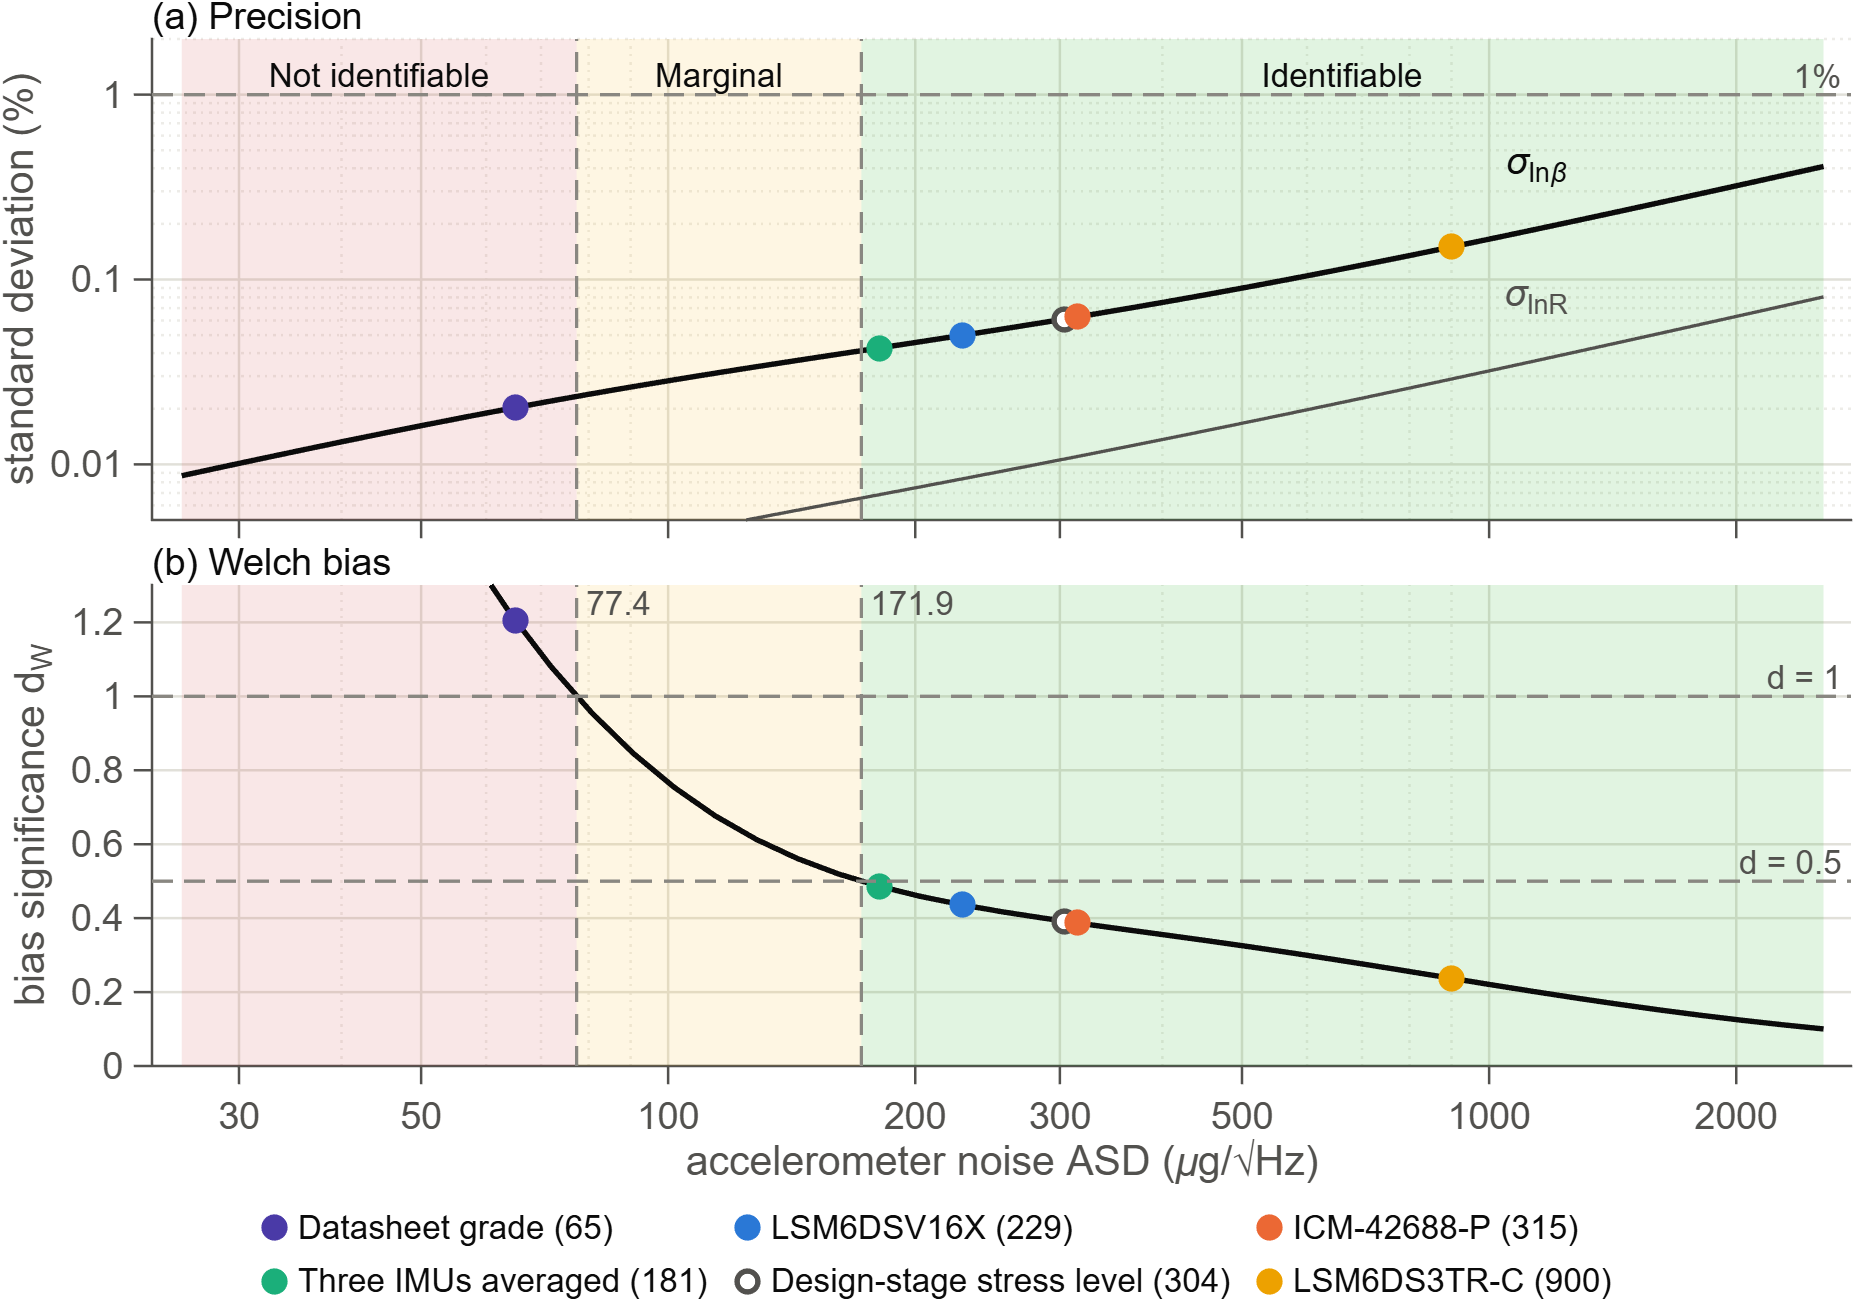 (a) Precision
Not identifiable Marginal Identifiable 1%
standard deviation (%)
1
0.1
0.01
σlnβ
σlnR
(b) Welch bias
77.4 171.9
bias significance dW
1.2
1
0.8
0.6
0.4
0.2
0
d = 1
d = 0.5
30 50 100 200 300 500 1000 2000
accelerometer noise ASD (μg/√Hz)
Datasheet grade (65) LSM6DSV16X (229) ICM-42688-P (315)
Three IMUs averaged (181) Design-stage stress level (304) LSM6DS3TR-C (900)